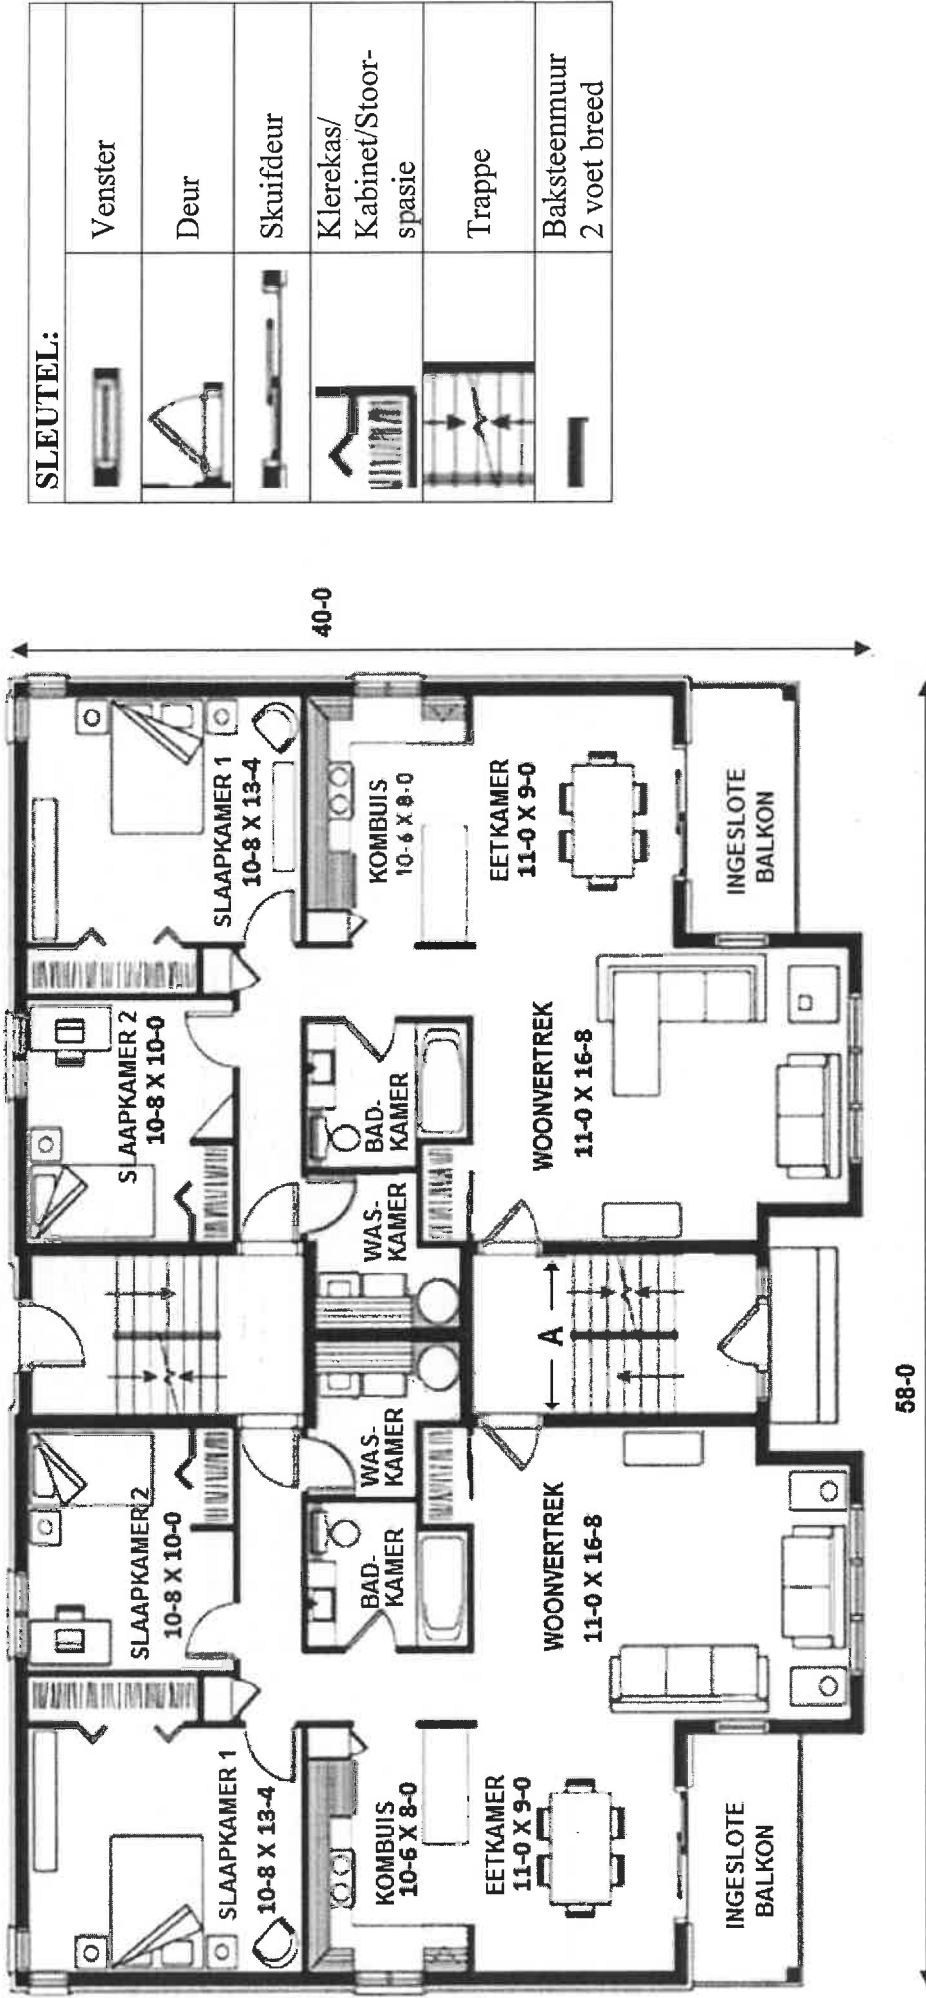 SLAAPKAMER 1
10-8 X 13-4
SLAAPKAMER 2
10-8 X 10-0
SLAAPKAMER 2
10-8 X 10-0
SLAAPKAMER 1
10-8 X 13-4
KOMBUIS
10-6 X 8-0
BAD-
KAMER
WAS-
KAMER
WAS-
KAMER
BAD-
KAMER
KOMBUIS
10-6 X 8-0
EETKAMER
11-0 X 9-0
WOONVERTREK
11-0 X 16-8
A
WOONVERTREK
11-0 X 16-8
EETKAMER
11-0 X 9-0
INGESLOTE
BALKON
INGESLOTE
BALKON
40-0
58-0
SLEUTEL:
Venster
Deur
Skuifdeur
Klerekas/
Kabinet/Stoor-
spasie
Trappe
Baksteenmuur
2 voet breed